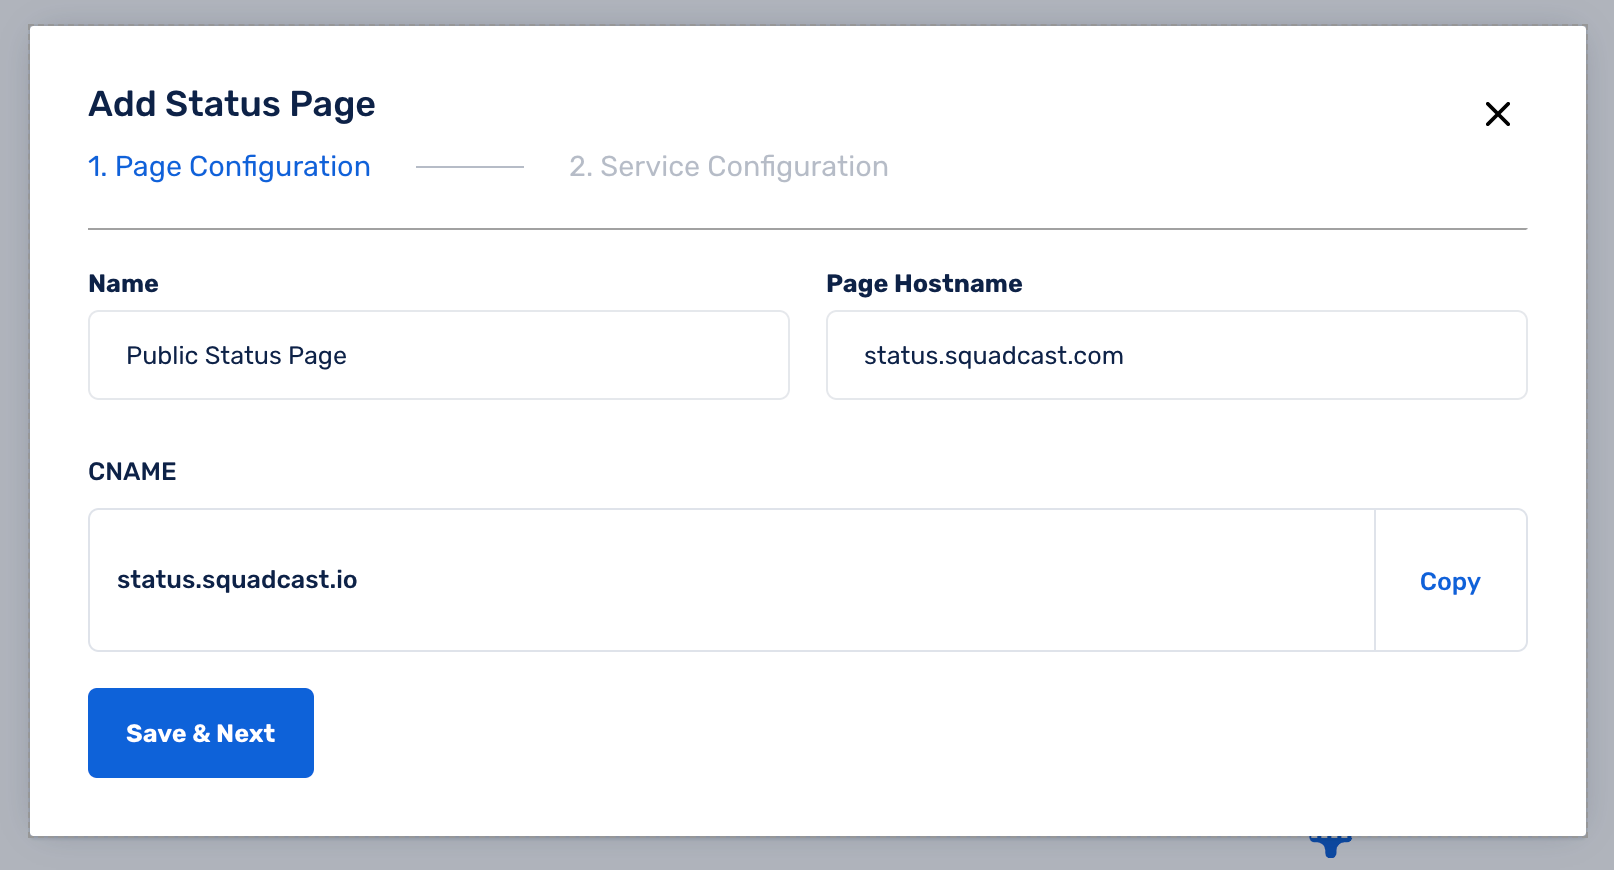 Add Status Page
1. Page Configuration 2. Service Configuration
Name Page Hostname
Public Status Page status.squadcast.com
CNAME
status.squadcast.io Copy
Save & Next